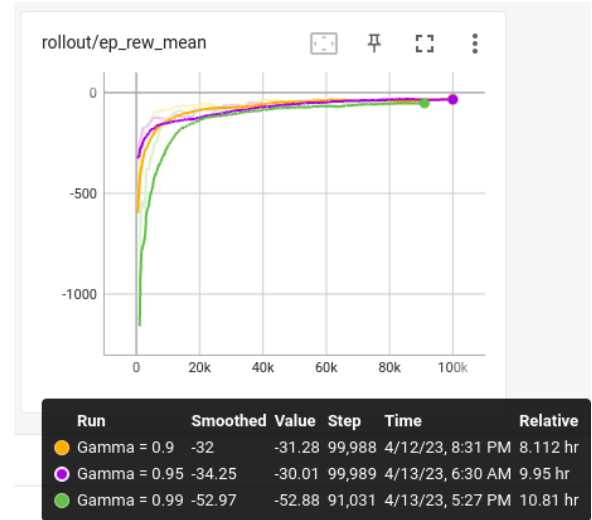 rollout/ep_rew_mean
0
-500
-1000
0 20k 40k 60k 80k 100k
Run Smoothed Value Step Time Relative
Gamma = 0.9 -32 -31.28 99,988 4/12/23, 8:31 PM 8.112 hr
Gamma = 0.95 -34.25 -30.01 99,989 4/13/23, 6:30 AM 9.95 hr
Gamma = 0.99 -52.97 -52.88 91,031 4/13/23, 5:27 PM 10.81 hr